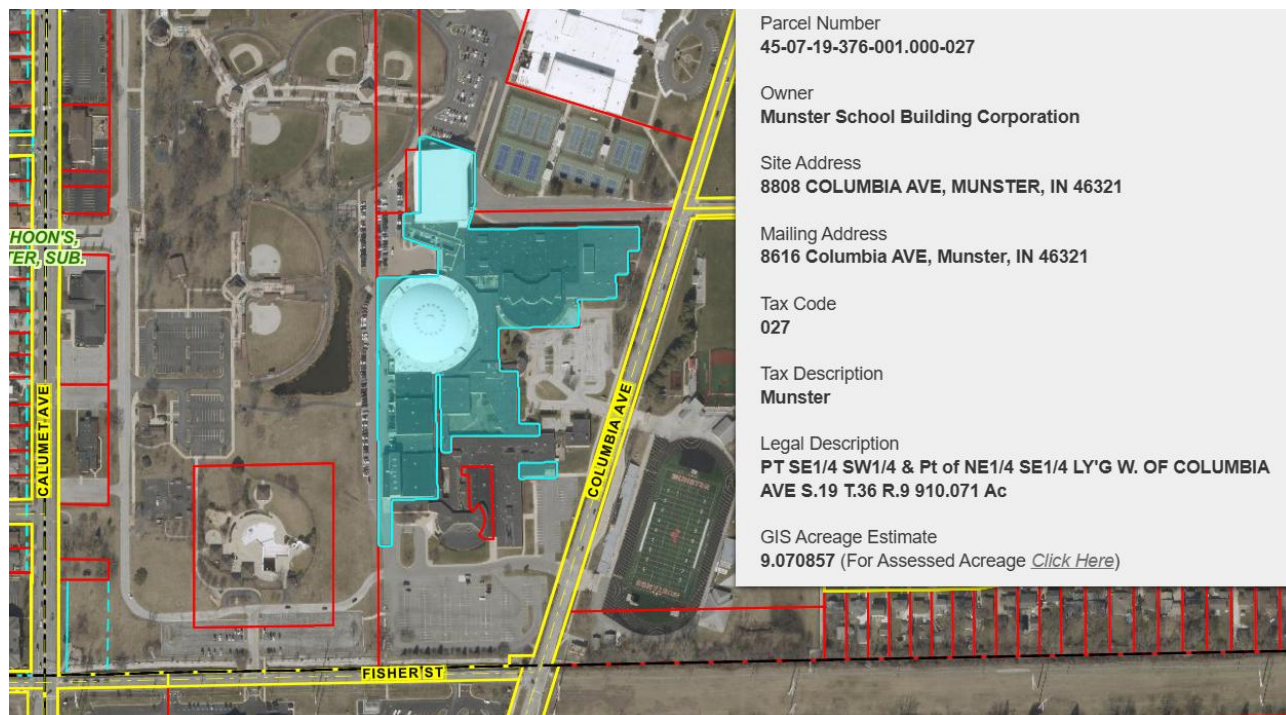 Parcel Number
45-07-19-376-001.000-027
Owner
Munster School Building Corporation
Site Address
8808 COLUMBIA AVE, MUNSTER, IN 46321
Mailing Address
8616 Columbia AVE, Munster, IN 46321
Tax Code
027
Tax Description
Munster
Legal Description
PT SE1/4 SW1/4 & Pt of NE1/4 SE1/4 LY'G W. OF COLUMBIA
AVE S.19 T.36 R.9 910.071 Ac
GIS Acreage Estimate
9.070857 (For Assessed Acreage Click Here)
HOON'S,
TER, SUB.
CALUMET AVE
COLUMBIA AVE
FISHER ST
MUNSTER